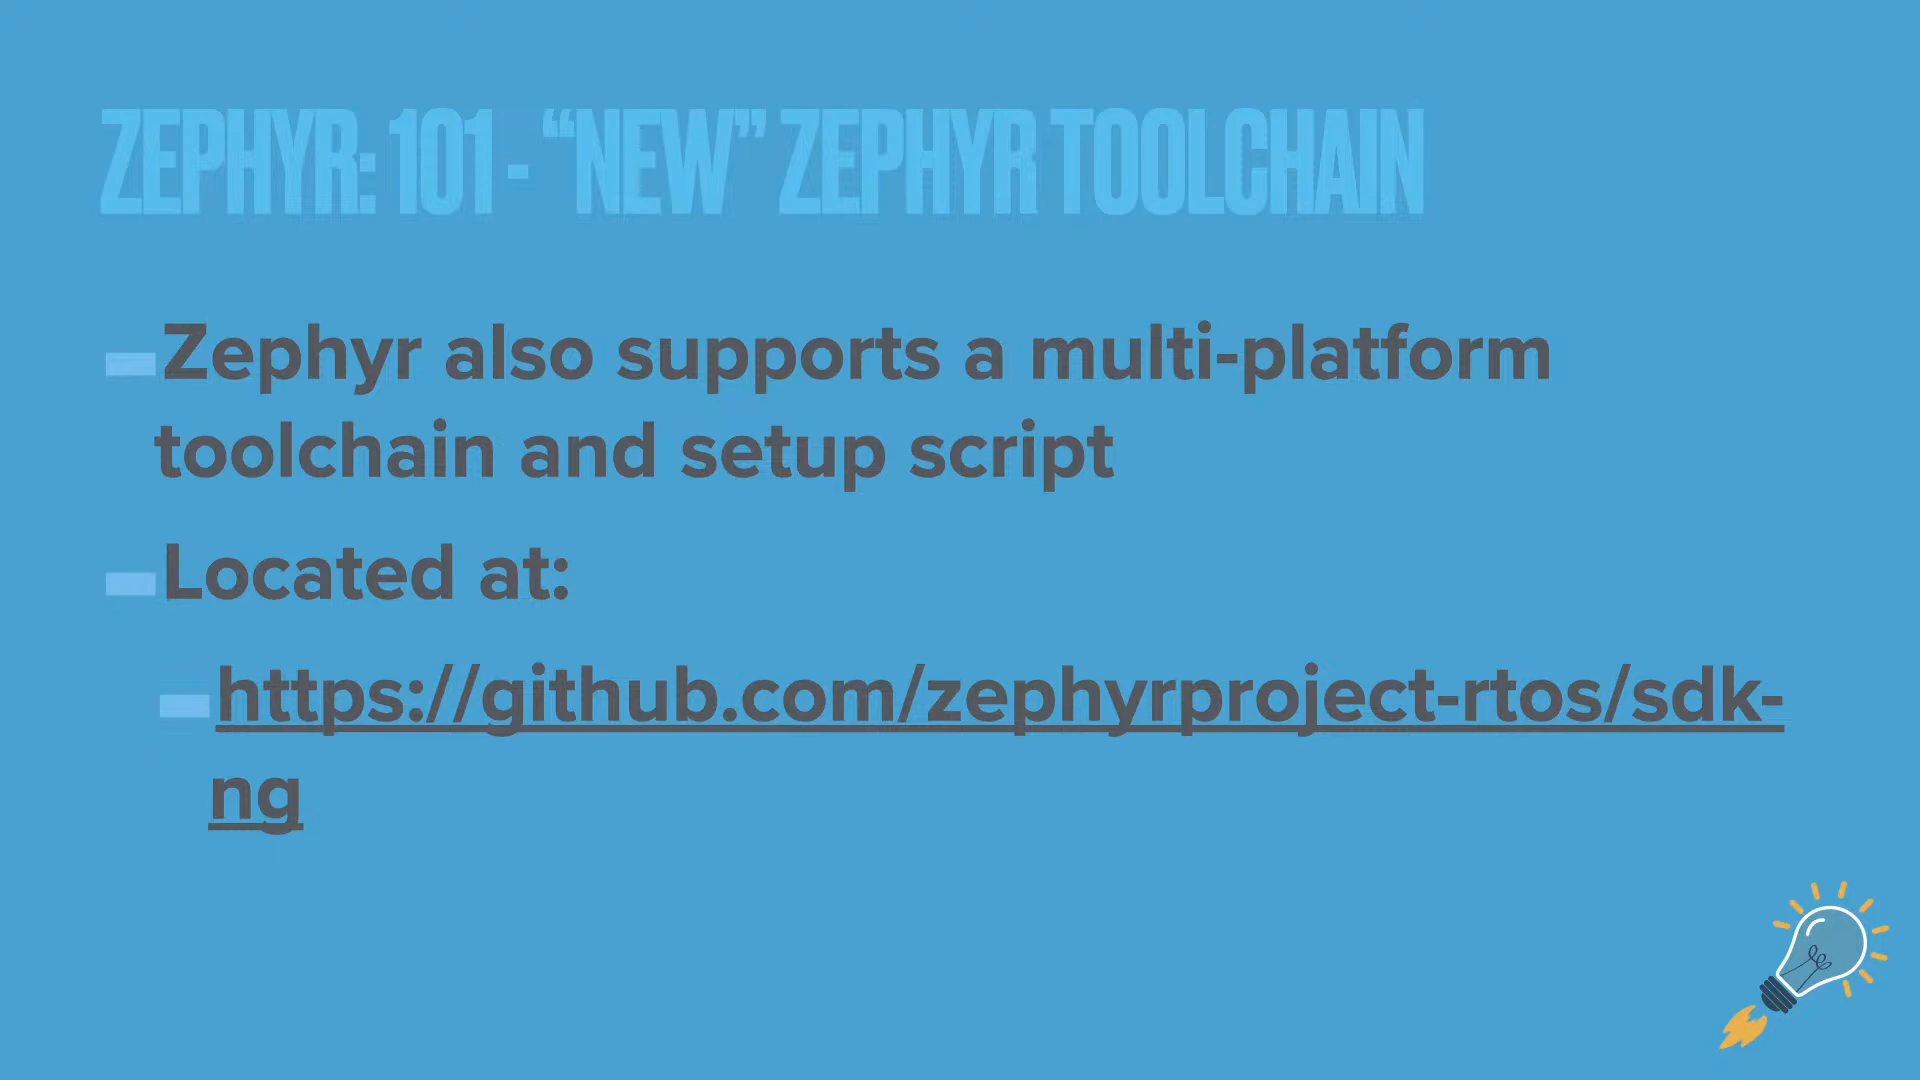 ZEPHYR: 101 - “NEW” ZEPHYR TOOLCHAIN
Zephyr also supports a multi-platform
toolchain and setup script
Located at:
https://github.com/zephyrproject-rtos/sdk-
ng